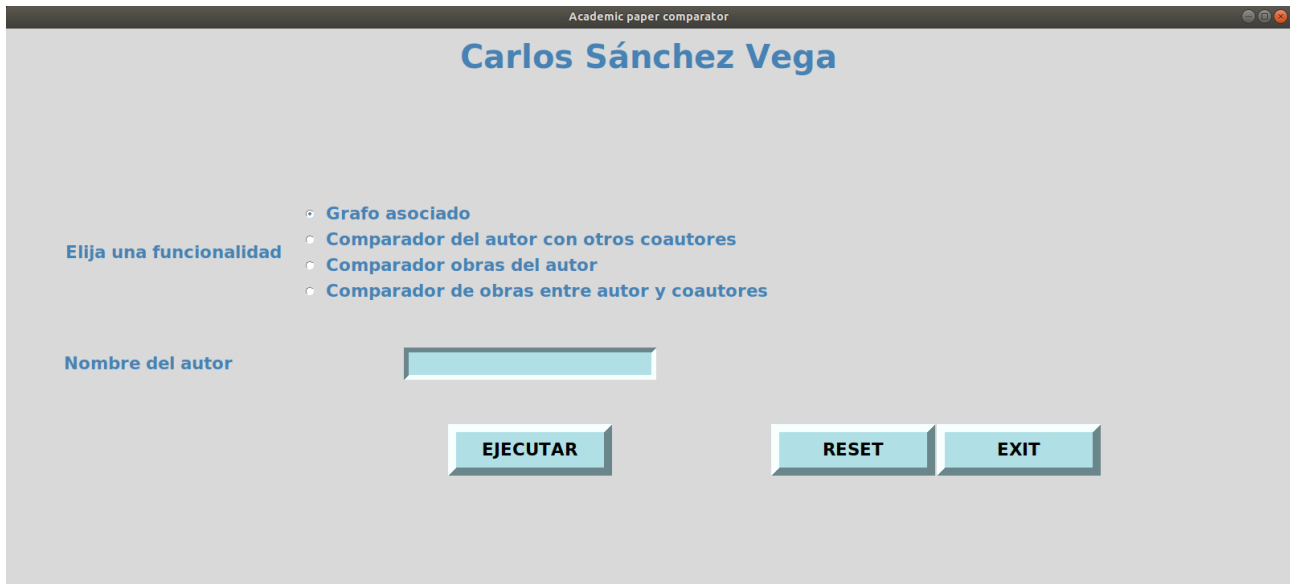 Academic paper comparator
Carlos Sánchez Vega
Elija una funcionalidad
Grafo asociado
Comparador del autor con otros coautores
Comparador obras del autor
Comparador de obras entre autor y coautores
Nombre del autor
EJECUTAR
RESET
EXIT